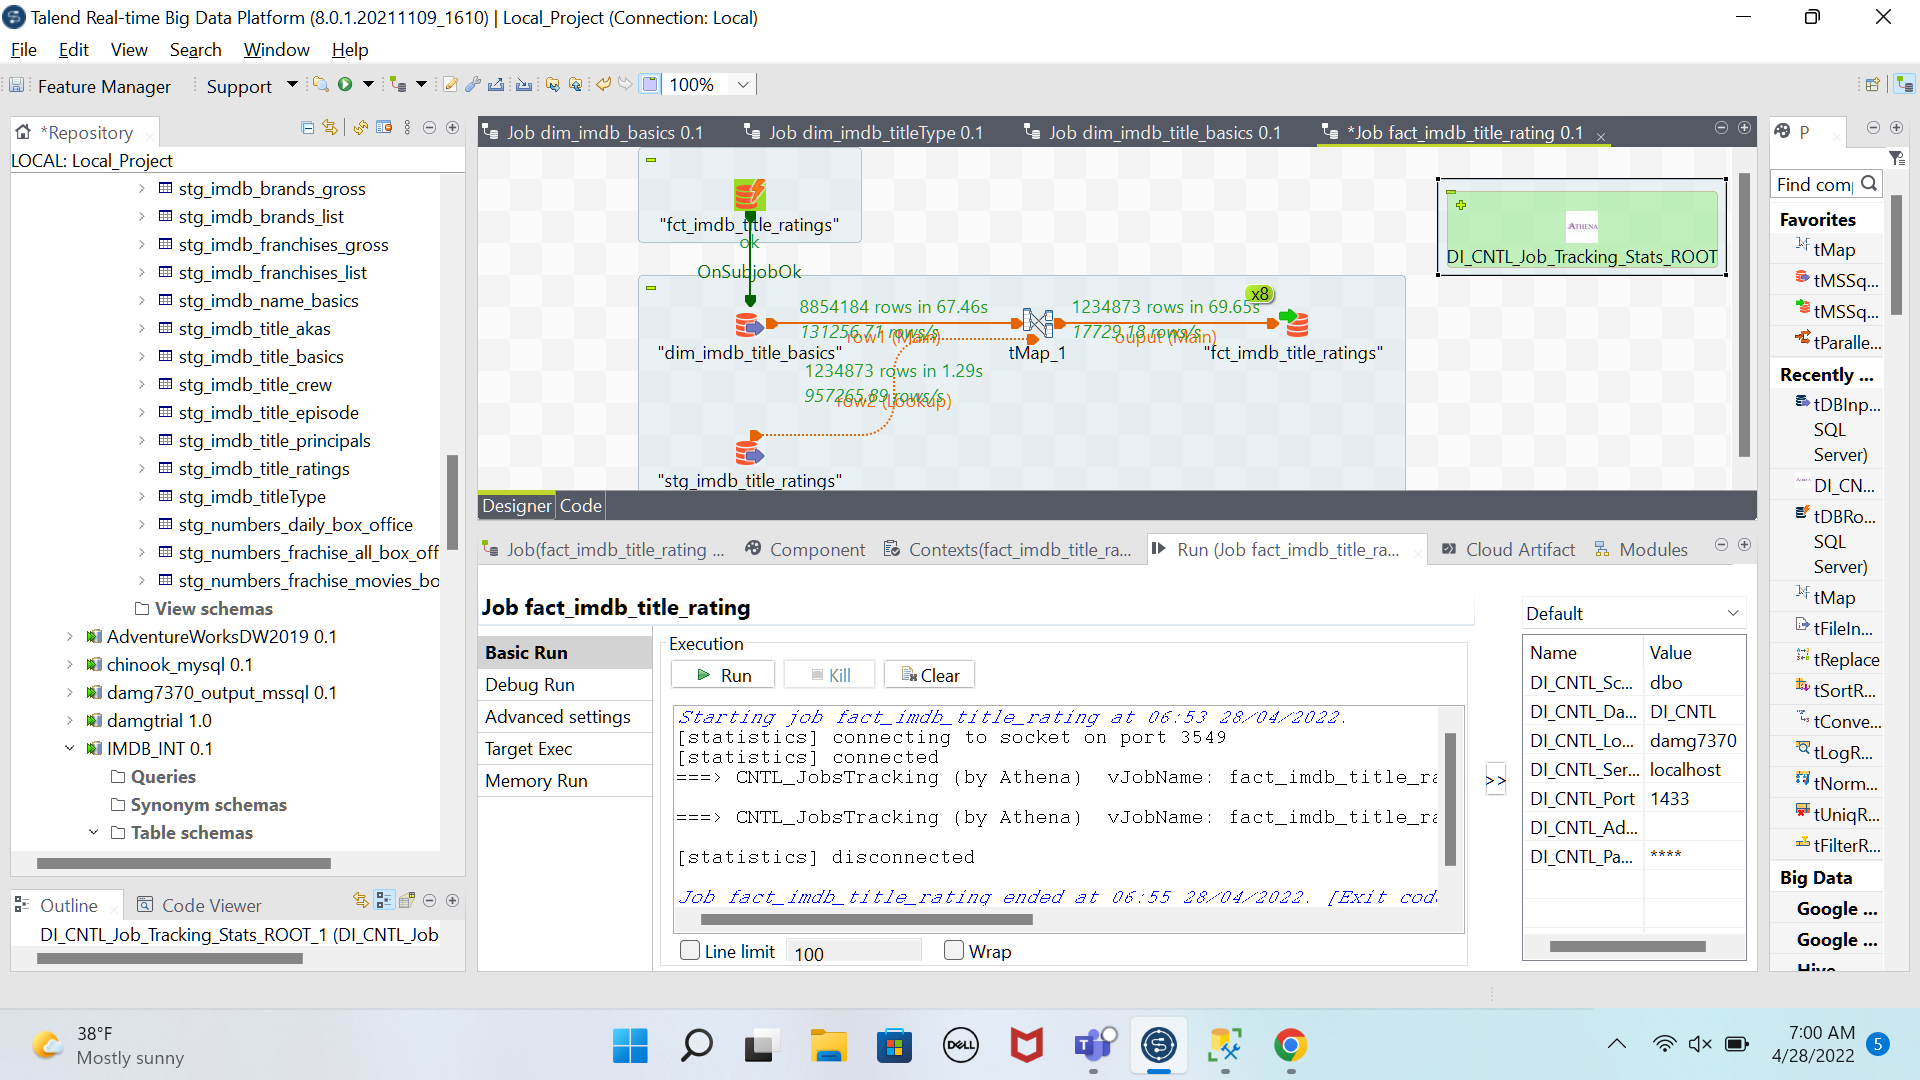 Talend Real-time Big Data Platform (8.0.1.20211109_1610) | Local_Project (Connection: Local)
File Edit View Search Window Help
Feature Manager Support 100%
*Repository
LOCAL: Local_Project
stg_imdb_brands_gross
stg_imdb_brands_list
stg_imdb_franchises_gross
stg_imdb_franchises_list
stg_imdb_name_basics
stg_imdb_title_akas
stg_imdb_title_basics
stg_imdb_title_crew
stg_imdb_title_episode
stg_imdb_title_principals
stg_imdb_title_ratings
stg_imdb_titleType
stg_numbers_daily_box_office
stg_numbers_frachise_all_box_off
stg_numbers_frachise_movies_bo
View schemas
AdventureWorksDW2019 0.1
chinook_mysql 0.1
damg7370_output_mssql 0.1
damgtrial 1.0
IMDB_INT 0.1
Queries
Synonym schemas
Table schemas
Outline Code Viewer
DI_CNTL_Job_Tracking_Stats_ROOT_1 (DI_CNTL_Job
Job dim_imdb_basics 0.1 Job dim_imdb_titleType 0.1 Job dim_imdb_title_basics 0.1 *Job fact_imdb_title_rating 0.1
"fct_imdb_title_ratings"
ok
OnSubjobOk
ATHENA
DI_CNTL_Job_Tracking_Stats_ROOT
x8
8854184 rows in 67.46s
131256.71 rows/s
row1 (Main)
1234873 rows in 69.65s
17729.18 rows/s
ouput (Main)
"dim_imdb_title_basics"
tMap_1
"fct_imdb_title_ratings"
1234873 rows in 1.29s
957265.89 rows/s
row2 (Lookup)
"stg_imdb_title_ratings"
Designer Code
Job(fact_imdb_title_rating ... Component Contexts(fact_imdb_title_ra... Run (Job fact_imdb_title_ra... Cloud Artifact Modules
Job fact_imdb_title_rating
Basic Run
Debug Run
Advanced settings
Target Exec
Memory Run
Execution
Run Kill Clear
Starting job fact_imdb_title_rating at 06:53 28/04/2022.
[statistics] connecting to socket on port 3549
[statistics] connected
===> CNTL_JobsTracking (by Athena) vJobName: fact_imdb_title_ra
===> CNTL_JobsTracking (by Athena) vJobName: fact_imdb_title_ra
[statistics] disconnected
Job fact_imdb_title_rating ended at 06:55 28/04/2022. [Exit cod
Line limit 100 Wrap
>>
Default
Name Value
DI_CNTL_Sc... dbo
DI_CNTL_Da... DI_CNTL
DI_CNTL_Lo... damg7370
DI_CNTL_Ser... localhost
DI_CNTL_Port 1433
DI_CNTL_Ad...
DI_CNTL_Pa... ****
P
Find com
Favorites
tMap
tMSSq...
tMSSq...
tParalle...
Recently ...
tDBInp...
SQL
Server)
DI_CN...
tDBRo...
SQL
Server)
tMap
tFileIn...
tReplace
tSortR...
tConve...
tLogR...
tNorm...
tUniqR...
tFilterR...
Big Data
Google ...
Google ...
Hive
38°F
Mostly sunny
DELL
7:00 AM
4/28/2022
5